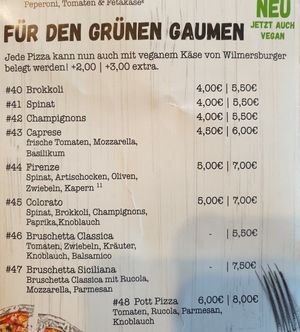 Peperoni, Tomaten & Fetakäse⁶
FÜR DEN GRÜNEN GAUMEN
NEU
JETZT AUCH
VEGAN
Jede Pizza kann nun auch mit veganem Käse von Wilmersburger
belegt werden! +2,00 | +3,00 extra.
#40 Brokkoli 4,00€ | 5,50€
#41 Spinat 4,00€ | 5,50€
#42 Champignons 4,00€ | 5,50€
#43 Caprese 4,50€ | 6,00€
frische Tomaten, Mozzarella,
Basilikum
#44 Firenze 5,00€ | 7,00€
Spinat, Artischocken, Oliven,
Zwiebeln, Kapern ¹¹
#45 Colorato 5,00€ | 7,00€
Spinat, Brokkoli, Champignons,
Paprika,Knoblauch
#46 Bruschetta Classica - | 5,50€
Tomaten, Zwiebeln, Kräuter,
Knoblauch, Balsamico
#47 Bruschetta Siciliana - | 7,50€
Bruschetta Classica mit Rucola,
Mozzarella, Parmesan
#48 Pott Pizza 6,00€ | 8,00€
Tomaten, Rucola, Parmesan,
Knoblauch